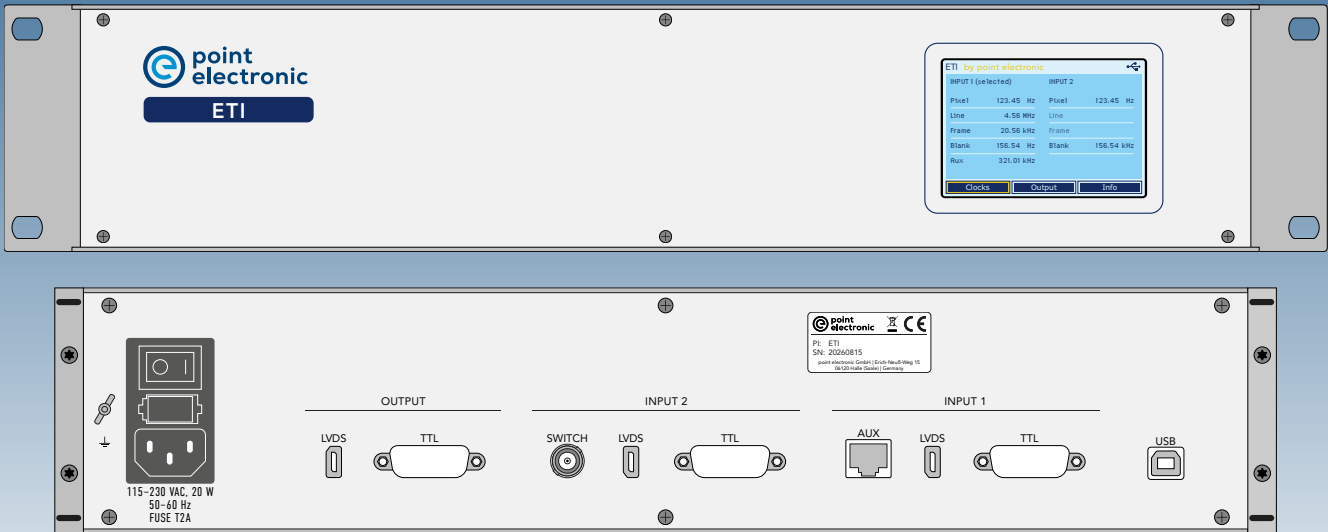 point
electronic
ETI
ETI by point electronic
INPUT 1 (selected) INPUT 2
Pixel 123.45 Hz Pixel 123.45 Hz
Line 4.56 MHz Line
Frame 20.56 kHz Frame
Blank 156.54 Hz Blank 156.54 kHz
Aux 321.01 kHz
Clocks Output Info
point
electronic
CE
PI: ETI
SN: 20260815
point electronic GmbH | Erich-Neuß-Weg 15
06120 Halle (Saale) | Germany
OUTPUT INPUT 2 INPUT 1
LVDS TTL SWITCH LVDS TTL AUX LVDS TTL USB
115–230 VAC, 20 W
50–60 Hz
FUSE T2A